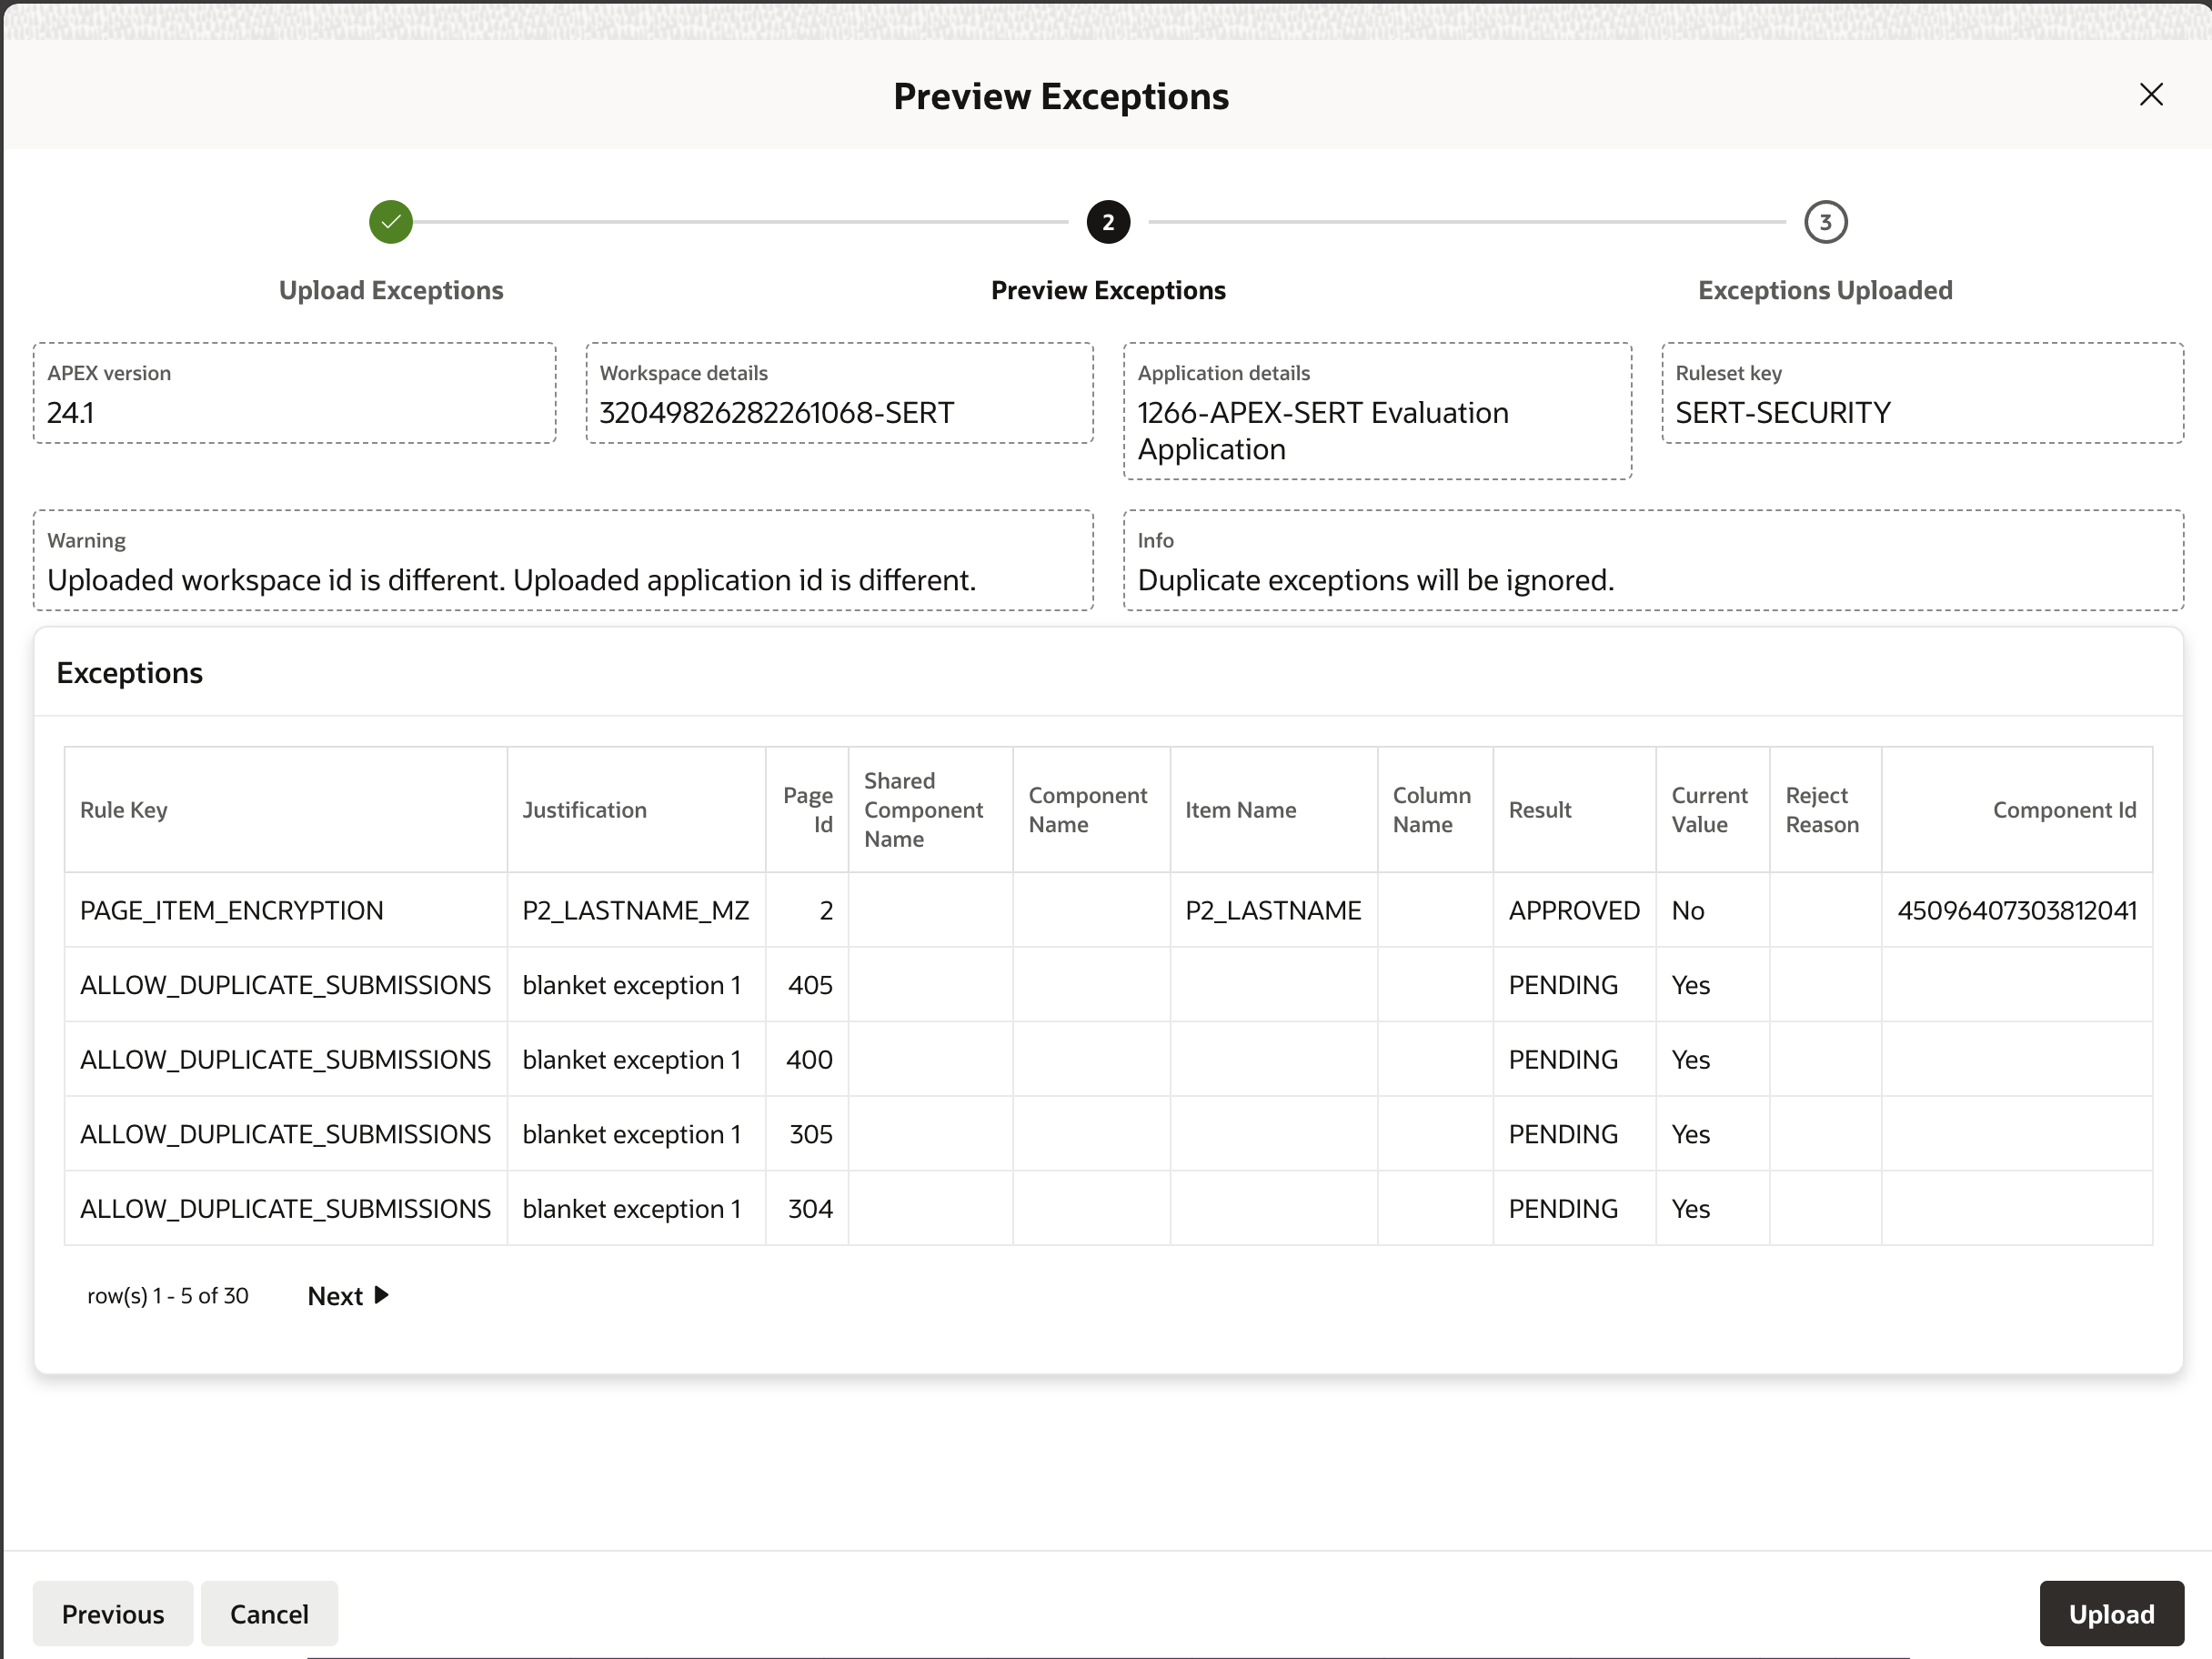 Preview Exceptions
2
3
Upload Exceptions
Preview Exceptions
Exceptions Uploaded
APEX version
24.1
Workspace details
32049826282261068-SERT
Application details
1266-APEX-SERT Evaluation
Application
Ruleset key
SERT-SECURITY
Warning
Uploaded workspace id is different. Uploaded application id is different.
Info
Duplicate exceptions will be ignored.
Exceptions
Rule Key Justification Page Id Shared Component Name Component Name Item Name Column Name Result Current Value Reject Reason Component Id
PAGE_ITEM_ENCRYPTION P2_LASTNAME_MZ 2 P2_LASTNAME APPROVED No 45096407303812041
ALLOW_DUPLICATE_SUBMISSIONS blanket exception 1 405 PENDING Yes
ALLOW_DUPLICATE_SUBMISSIONS blanket exception 1 400 PENDING Yes
ALLOW_DUPLICATE_SUBMISSIONS blanket exception 1 305 PENDING Yes
ALLOW_DUPLICATE_SUBMISSIONS blanket exception 1 304 PENDING Yes
row(s) 1 - 5 of 30 Next
Previous Cancel Upload